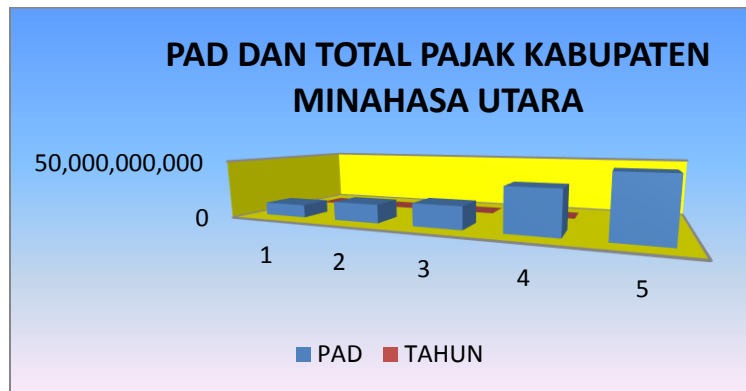 PAD DAN TOTAL PAJAK KABUPATEN
MINAHASA UTARA
50,000,000,000
0
1
2
3
4
5
PAD TAHUN